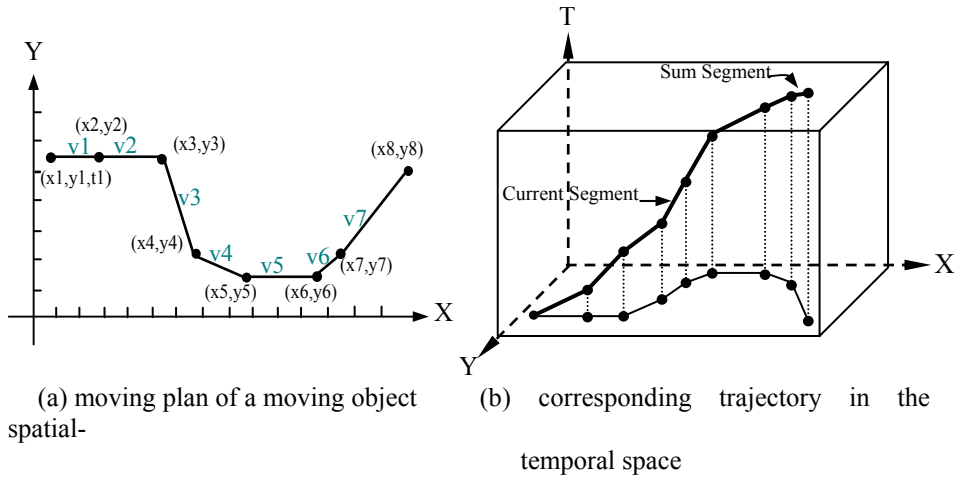 Y
(x2,y2)
v1 v2
(x3,y3)
(x1,y1,t1)
v3
(x8,y8)
(x4,y4)
v4
v5
v6
v7
(x7,y7)
(x5,y5)
(x6,y6)
X
T
Sum Segment
Current Segment
X
Y
(a) moving plan of a moving object
spatial-
(b) corresponding trajectory in the
temporal space